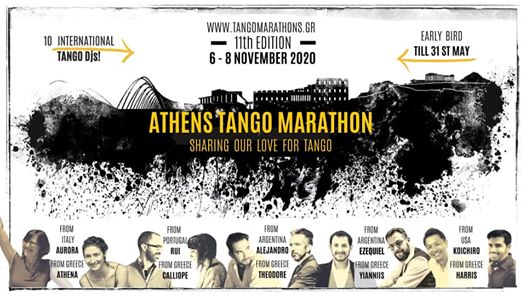 WWW.TANGOMARATHONS.GR
11th EDITION
6 - 8 NOVEMBER 2020
10 INTERNATIONAL
TANGO Djs!
EARLY BIRD
TILL 31 ST MAY
ATHENS TANGO MARATHON
SHARING OUR LOVE FOR TANGO
FROM
ITALY
AURORA
FROM GREECE
ATHENA
FROM
PORTUGAL
RUI
FROM GREECE
CALLIOPE
FROM
ARGENTINA
ALEJANDRO
FROM GREECE
THEODORE
FROM
ARGENTINA
EZEQUIEL
FROM GREECE
YIANNIS
FROM
USA
KOICHIRO
FROM GREECE
HARRIS